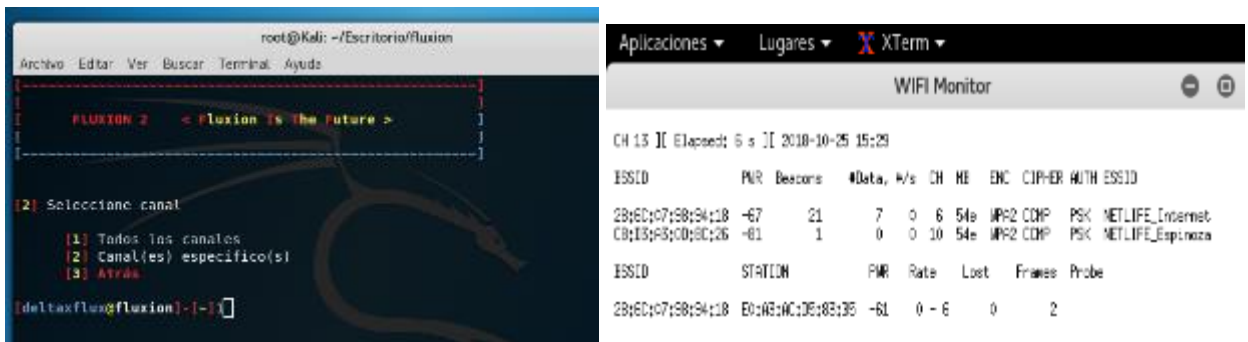 root@Kali: ~/Escritorio/fluxion
Archivo Editar Ver Buscar Terminal Ayuda
[---------------------------------------------------------]
[ ]
[ FLUXION 2 < Fluxion Is The Future > ]
[ ]
[---------------------------------------------------------]
[2] Seleccione canal
[1] Todos los canales
[2] Canal(es) específico(s)
[3] Atrás
[deltaxflux@fluxion]-[~]1
Aplicaciones Lugares XTerm
WIFI Monitor
CH 13 ][ Elapsed: 6 s ][ 2018-10-25 15:29
BSSID PWR Beacons #Data, #/s CH MB ENC CIPHER AUTH ESSID
-67 21 7 0 6 54e WPA2 CCMP PSK NETLIFE_Internet
-81 1 0 0 10 54e WPA2 CCMP PSK NETLIFE_Espinoza
BSSID STATION PWR Rate Lost Frames Probe
-61 0 - 6 0 2